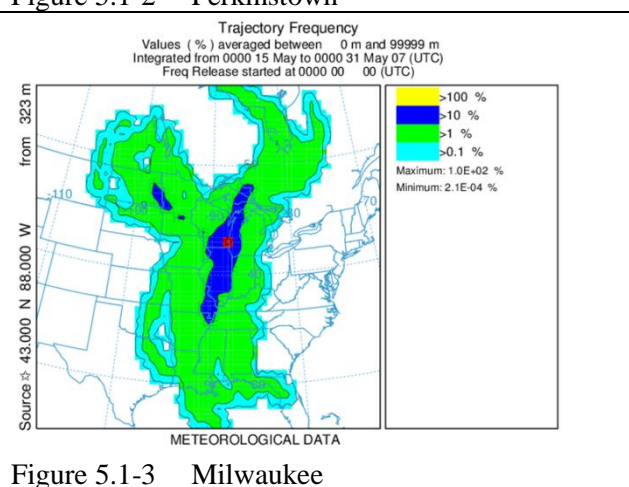 Figure 5.1-2 Perkinstown
Trajectory Frequency
Values ( % ) averaged between 0 m and 99999 m
Integrated from 0000 15 May to 0000 31 May 07 (UTC)
Freq Release started at 0000 00 00 (UTC)
Source ☆ 43.000 N 88.000 W from 323 m
>100 %
>10 %
>1 %
>0.1 %
Maximum: 1.0E+02 %
Minimum: 2.1E-04 %
-110
70
METEOROLOGICAL DATA
Figure 5.1-3 Milwaukee